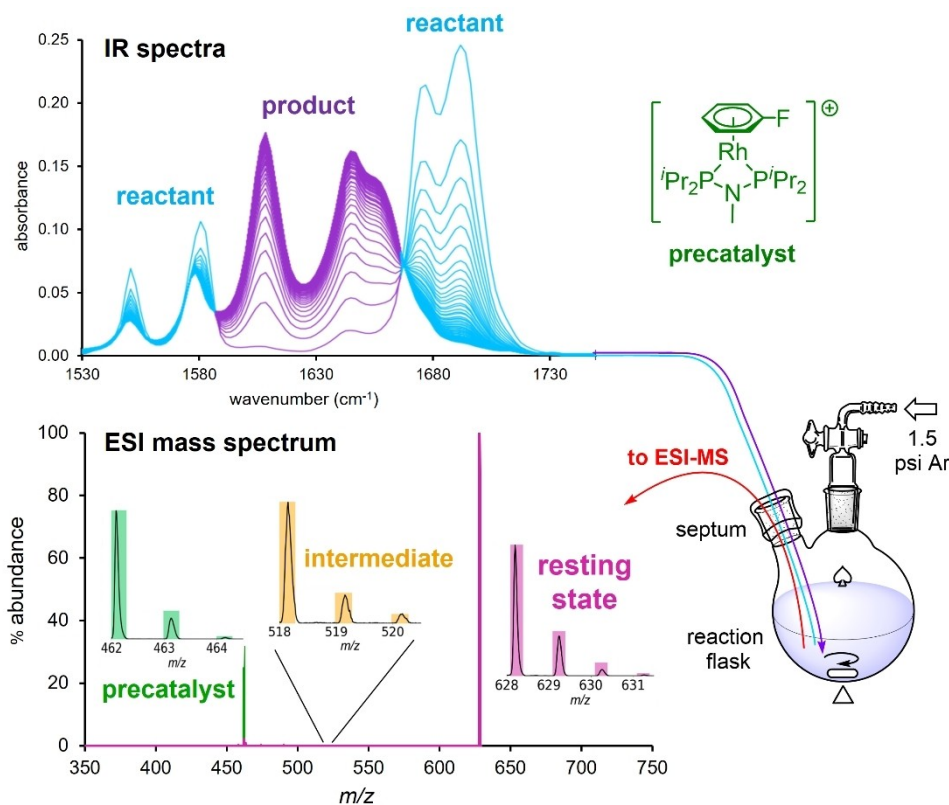 IR spectra
reactant
0.25
0.20
0.15
0.10
0.05
0.00
absorbance
product
reactant
1530
1580
1630
1680
1730
wavenumber (cm⁻¹)
⊕
F
Rh
ⁱPr₂P
PⁱPr₂
N
precatalyst
ESI mass spectrum
100
80
60
40
20
0
% abundance
462
463
464
m/z
precatalyst
518
519
520
m/z
intermediate
628
629
630
631
m/z
resting
state
350
400
450
500
550
600
650
700
750
m/z
to ESI-MS
1.5
psi Ar
septum
reaction
flask